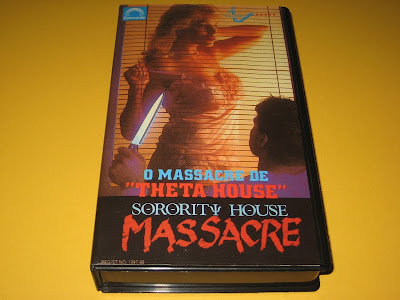 O MASSACRE DE
"THETA HOUSE"
SORORITY HOUSE
MASSACRE